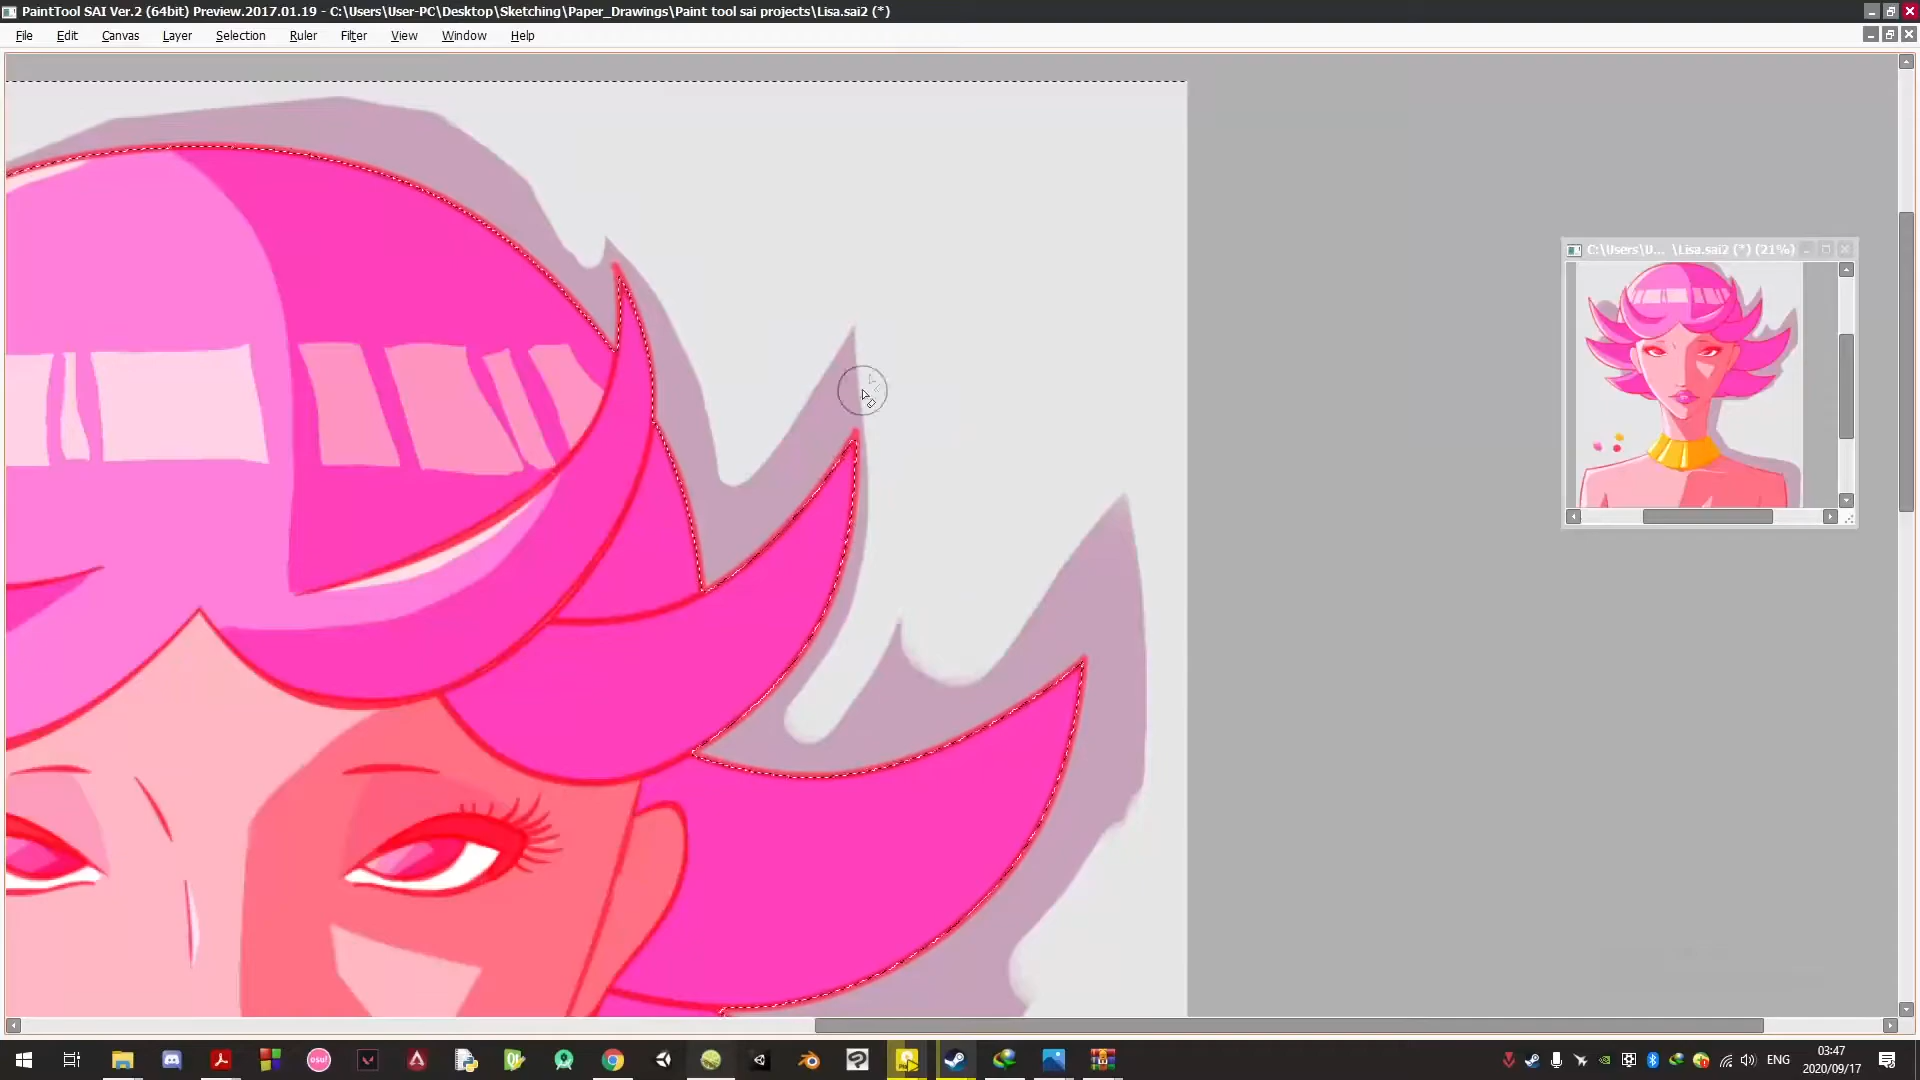 PaintTool SAI Ver.2 (64bit) Preview.2017.01.19 - C:\Users\User-PC\Desktop\Sketching\Paper_Drawings\Paint tool sai projects\Lisa.sai2 (*)
File Edit Canvas Layer Selection Ruler Filter View Window Help
C:\Users\U... \Lisa.sai2 (*) (21%)
osu!
ENG
03:47
2020/09/17